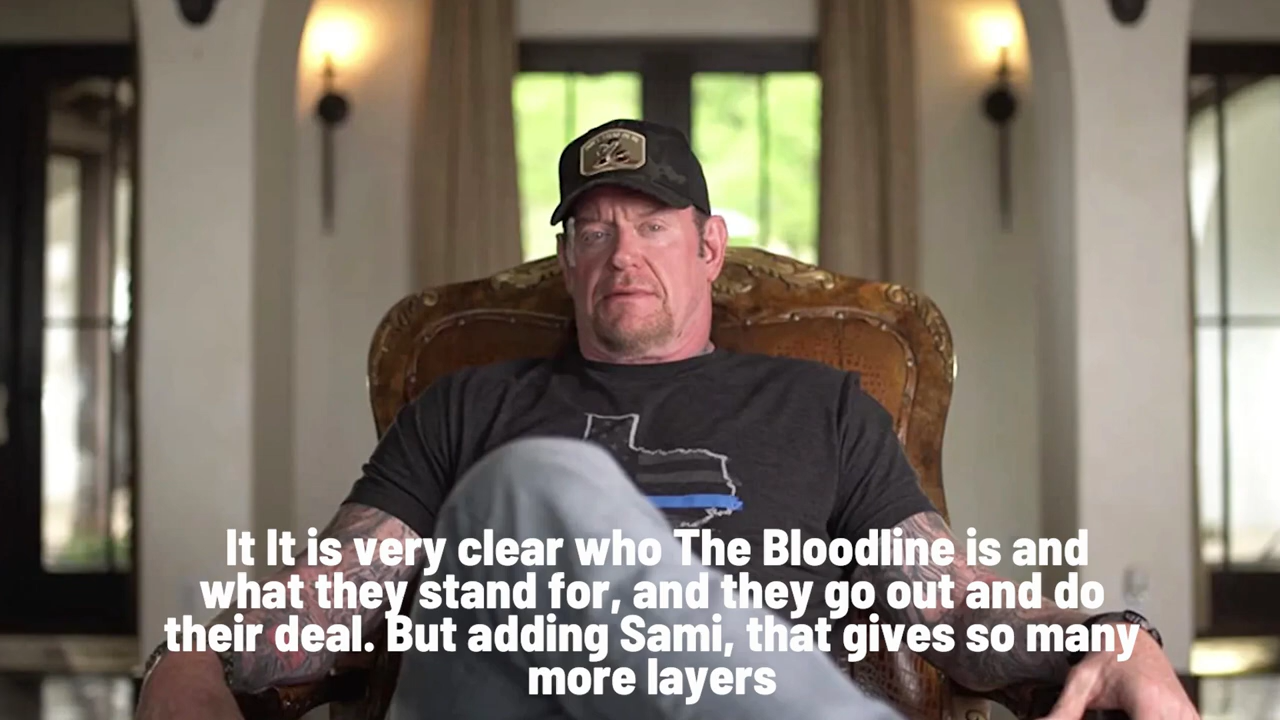 It It is very clear who The Bloodline is and
what they stand for, and they go out and do
their deal. But adding Sami, that gives so many
more layers